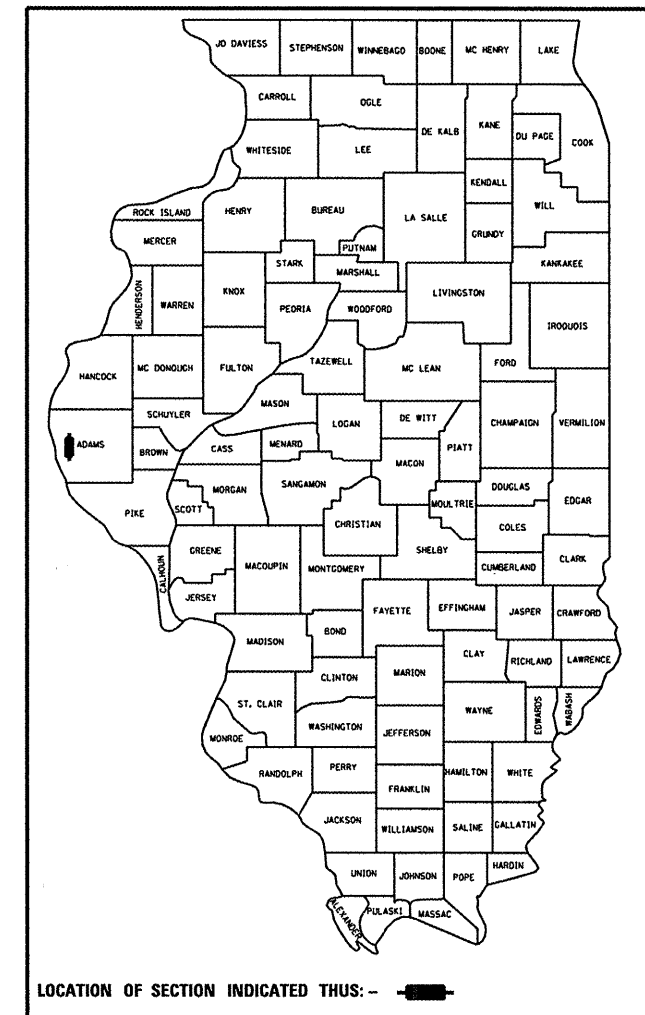 JO DAVIESS STEPHENSON WINNEBAGO BOONE MC HENRY LAKE
CARROLL OGLE DE KALB KANE DU PAGE COOK
WHITESIDE LEE KENDALL WILL
ROCK ISLAND HENRY BUREAU LA SALLE GRUNDY
MERCER PUTNAM KANKAKEE
HENDERSON WARREN KNOX STARK MARSHALL LIVINGSTON
PEORIA WOODFORD IROQUOIS
HANCOCK MC DONOUGH FULTON TAZEWELL MC LEAN FORD
SCHUYLER MASON LOGAN DE WITT CHAMPAIGN VERMILION
ADAMS BROWN CASS MENARD MACON PIATT
MORGAN SANGAMON MOULTRIE DOUGLAS EDGAR
PIKE SCOTT CHRISTIAN COLES
CALHOUN GREENE MACOUPIN MONTGOMERY SHELBY CUMBERLAND CLARK
JERSEY FAYETTE EFFINGHAM JASPER CRAWFORD
MADISON BOND CLAY RICHLAND LAWRENCE
CLINTON MARION
ST. CLAIR WASHINGTON JEFFERSON WAYNE EDWARDS WABASH
MONROE
RANDOLPH PERRY FRANKLIN HAMILTON WHITE
JACKSON WILLIAMSON SALINE GALLATIN
UNION JOHNSON POPE HARDIN
ALEXANDER PULASKI MASSAC
LOCATION OF SECTION INDICATED THUS: -